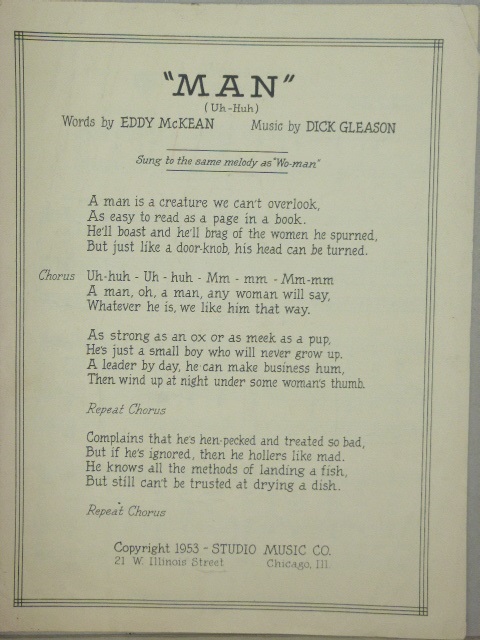 "MAN"
(Uh-Huh)
Words by EDDY McKEAN Music by DICK GLEASON
Sung to the same melody as "Wo-man"
A man is a creature we can't overlook,
As easy to read as a page in a book.
He'll boast and he'll brag of the women he spurned,
But just like a door-knob, his head can be turned.
Chorus Uh-huh - Uh - huh - Mm - mm - Mm-mm
A man, oh, a man, any woman will say,
Whatever he is, we like him that way.
As strong as an ox or as meek as a pup,
He's just a small boy who will never grow up.
A leader by day, he can make business hum,
Then wind up at night under some woman's thumb.
Repeat Chorus
Complains that he's hen-pecked and treated so bad,
But if he's ignored, then he hollers like mad.
He knows all the methods of landing a fish,
But still can't be trusted at drying a dish.
Repeat Chorus
Copyright 1953 - STUDIO MUSIC CO.
21 W. Illinois Street Chicago, Ill.